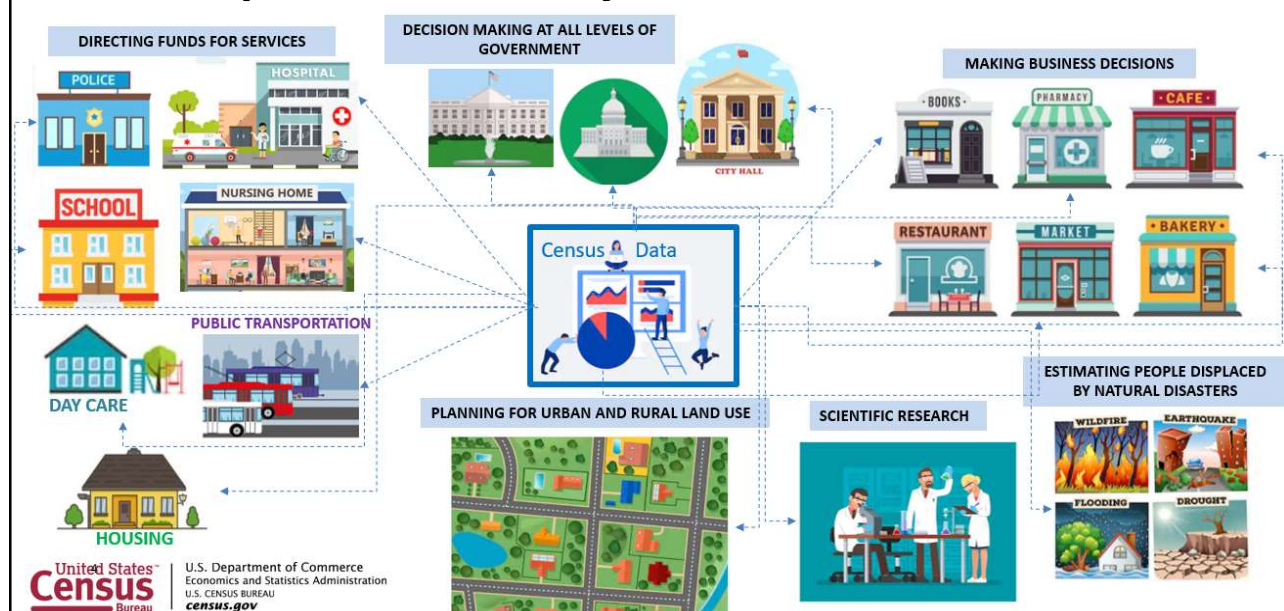 DIRECTING FUNDS FOR SERVICES
POLICE
HOSPITAL
SCHOOL
NURSING HOME
PUBLIC TRANSPORTATION
DAY CARE
HOUSING
DECISION MAKING AT ALL LEVELS OF
GOVERNMENT
CITY HALL
MAKING BUSINESS DECISIONS
BOOKS
PHARMACY
CAFE
RESTAURANT
MARKET
BAKERY
Census Data
PLANNING FOR URBAN AND RURAL LAND USE
SCIENTIFIC RESEARCH
ESTIMATING PEOPLE DISPLACED
BY NATURAL DISASTERS
WILDFIRE
EARTHQUAKE
FLOODING
DROUGHT
4
United States™
Census
Bureau
U.S. Department of Commerce
Economics and Statistics Administration
U.S. CENSUS BUREAU
census.gov